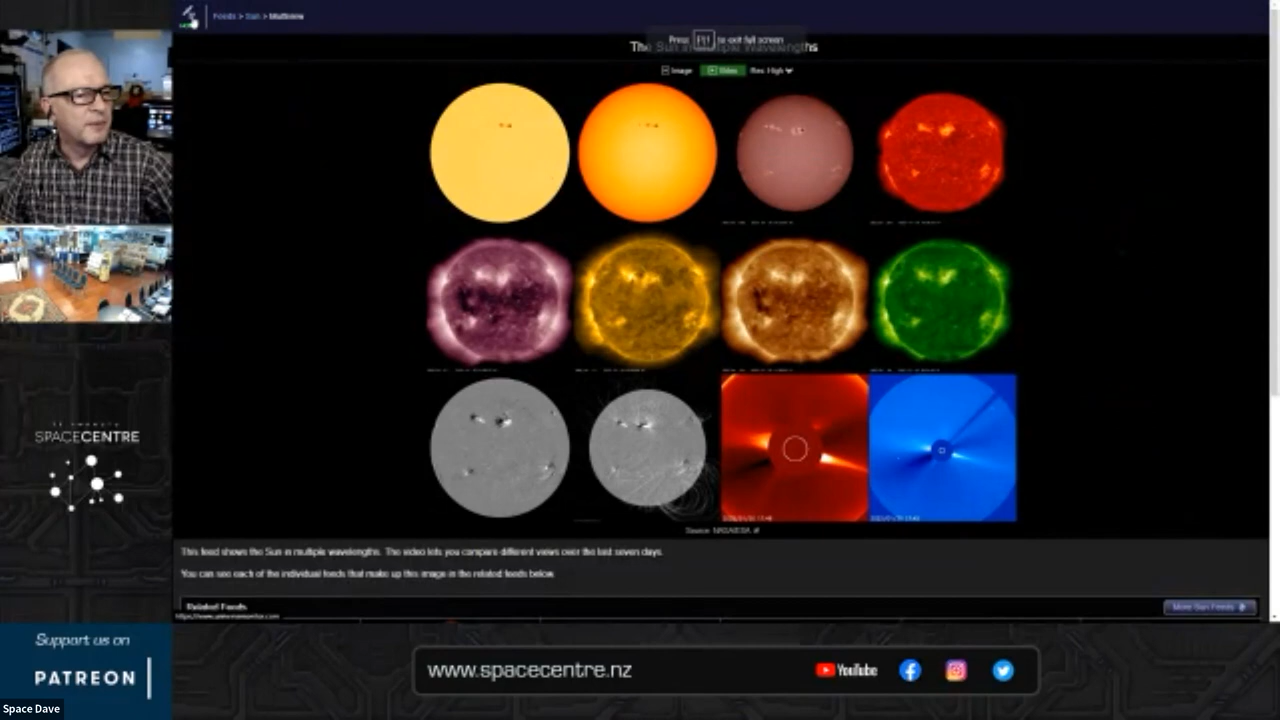 Feeds > Sun > Multiview
Press F11 to exit full screen
The Sun in Multiple Wavelengths
Image Video Res: High
Source: NASA/ESA
This feed shows the Sun in multiple wavelengths. The video lets you compare different views over the last seven days.
You can see each of the individual feeds that make up this image in the related feeds below.
Related Feeds
More Sun Feeds
SPACECENTRE
Support us on
PATREON
www.spacecentre.nz
YouTube
Space Dave